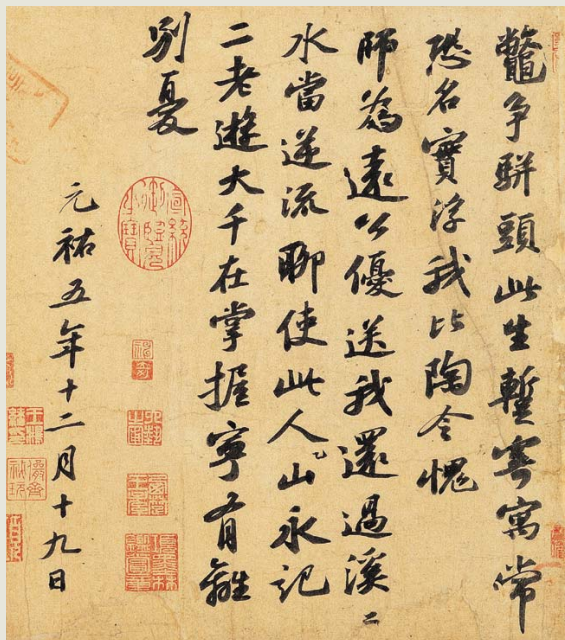 鼈争駢頭此生蹔寄寓常
恐名實浮我比陶令愧
師為遠公優送我還過溪〻
水當逆流聊使此人〻山永記
二老遊大千在掌握寧有離
別憂
元祐五年十二月十九日